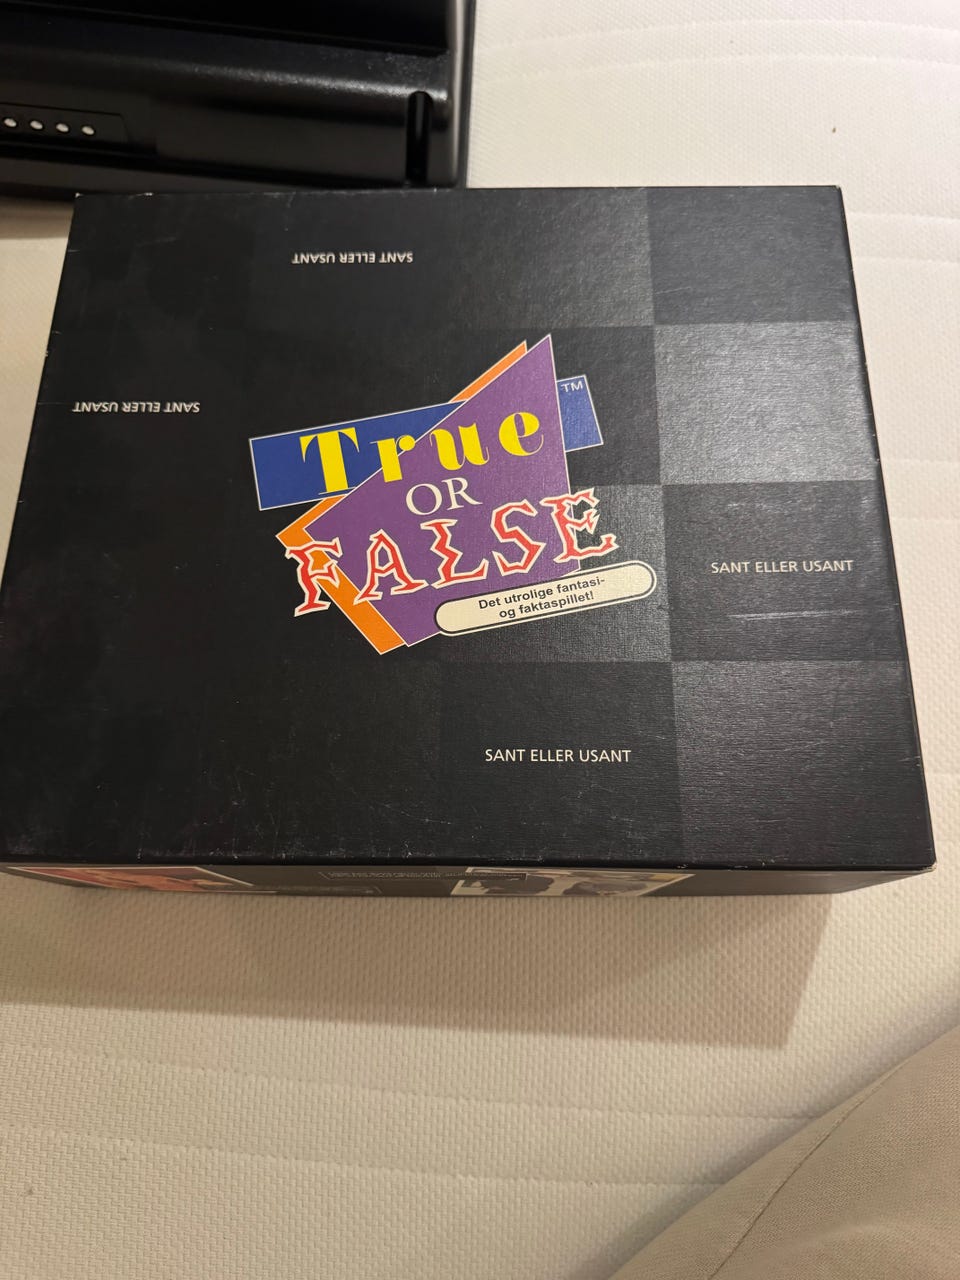 SANT ELLER USANT
SANT ELLER USANT
True
TM
OR
FALSE
Det utrolige fantasi-
og faktaspillet!
SANT ELLER USANT
SANT ELLER USANT